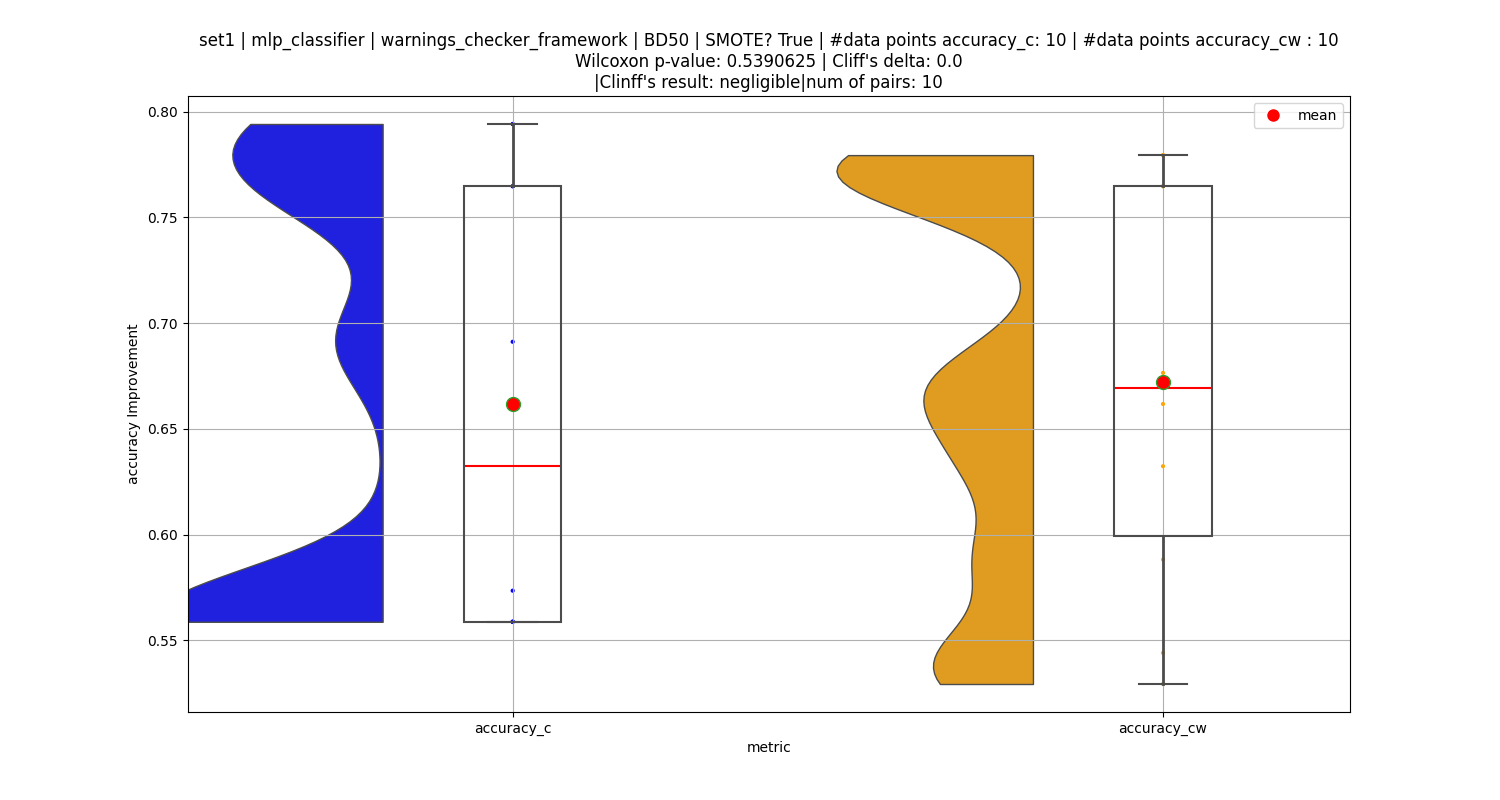 set1 | mlp_classifier | warnings_checker_framework | BD50 | SMOTE? True | #data points accuracy_c: 10 | #data points accuracy_cw : 10
Wilcoxon p-value: 0.5390625 | Cliff's delta: 0.0
|Clinff's result: negligible|num of pairs: 10
mean
0.80
0.75
0.70
0.65
0.60
0.55
accuracy Improvement
accuracy_c
accuracy_cw
metric